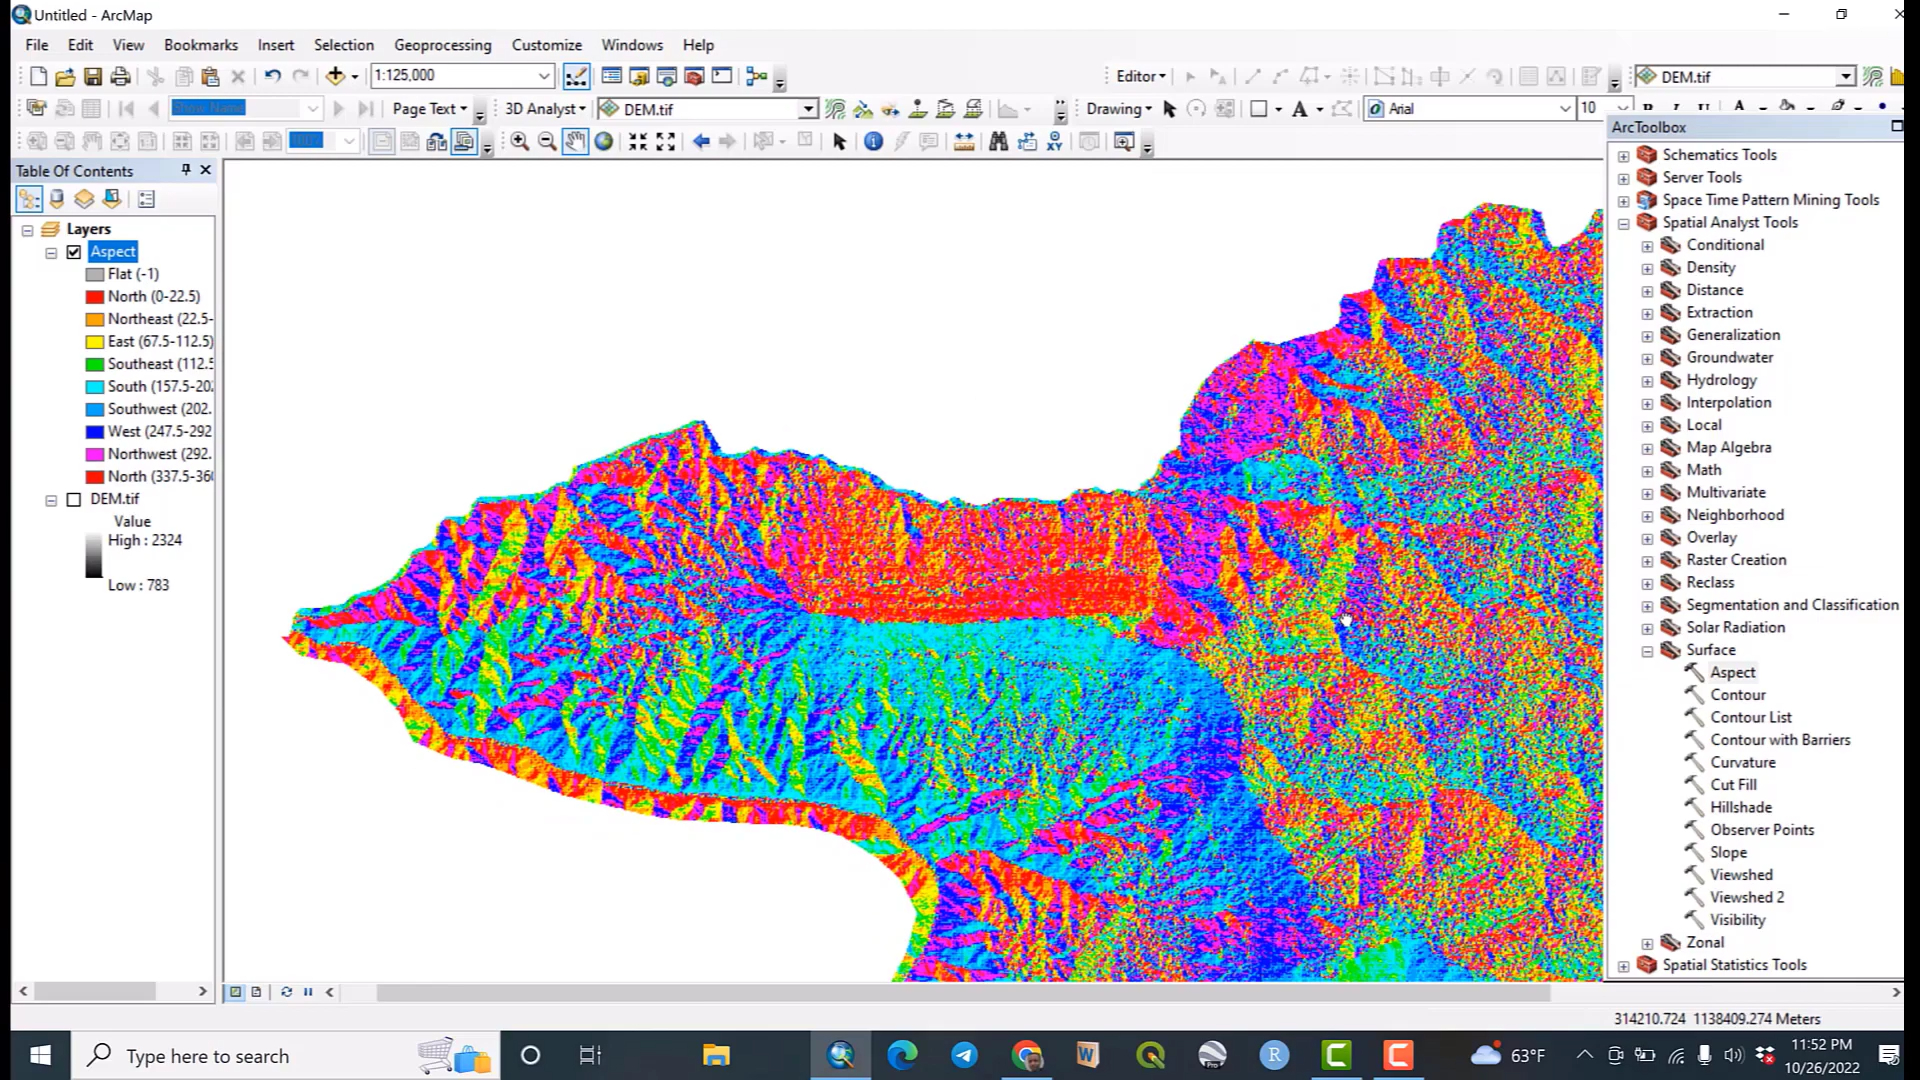 Untitled - ArcMap
File Edit View Bookmarks Insert Selection Geoprocessing Customize Windows Help
1:125,000 Editor DEM.tif
Page Text 3D Analyst DEM.tif Drawing A Arial 10
ArcToolbox
Table Of Contents
Layers
Aspect
Flat (-1)
North (0-22.5)
Northeast (22.5-
East (67.5-112.5)
Southeast (112.5
South (157.5-202
Southwest (202.
West (247.5-292
Northwest (292.
North (337.5-360
DEM.tif
Value
High : 2324
Low : 783
Schematics Tools
Server Tools
Space Time Pattern Mining Tools
Spatial Analyst Tools
Conditional
Density
Distance
Extraction
Generalization
Groundwater
Hydrology
Interpolation
Local
Map Algebra
Math
Multivariate
Neighborhood
Overlay
Raster Creation
Reclass
Segmentation and Classification
Solar Radiation
Surface
Aspect
Contour
Contour List
Contour with Barriers
Curvature
Cut Fill
Hillshade
Observer Points
Slope
Viewshed
Viewshed 2
Visibility
Zonal
Spatial Statistics Tools
314210.724 1138409.274 Meters
Type here to search
63°F
11:52 PM
10/26/2022